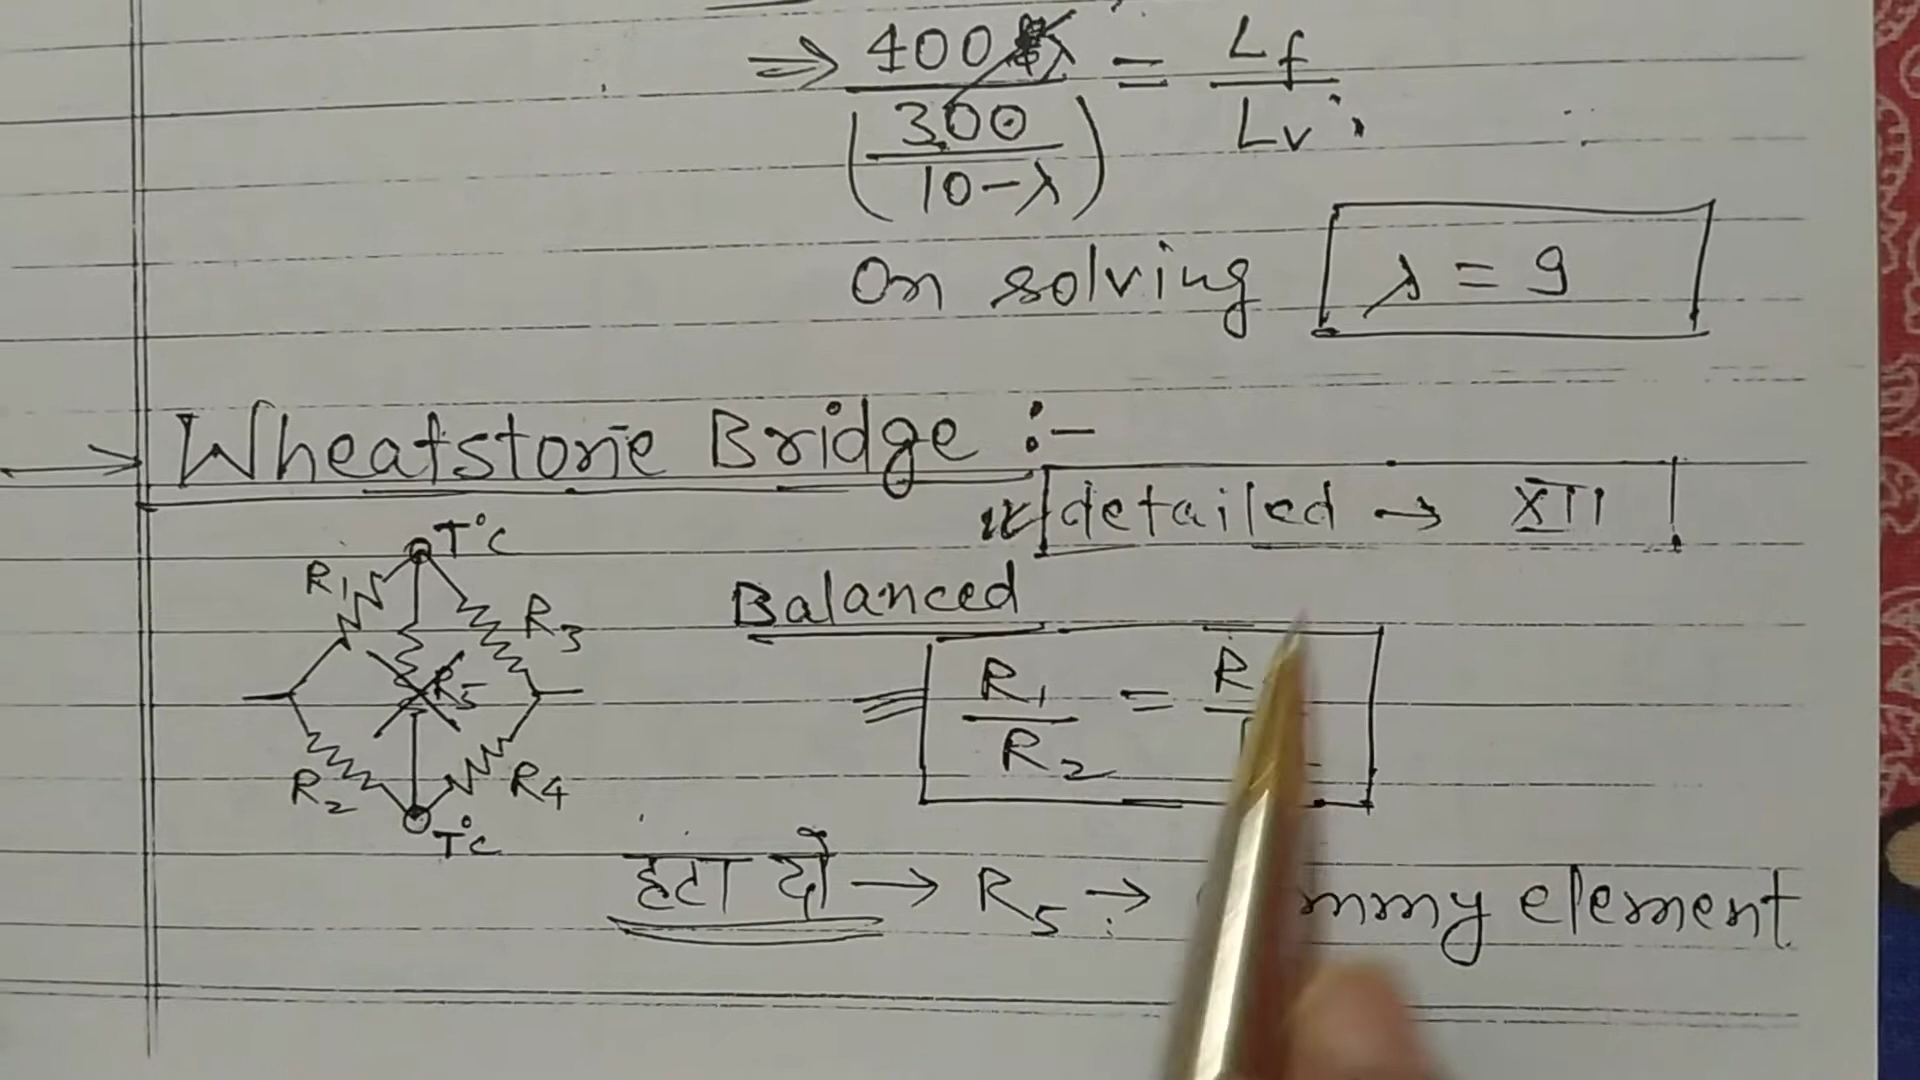 ⇒ 400 λ / (300 / 10-λ) = Lf / Lv
On solving λ = 9
→ Wheatstone Bridge :-
detailed → XII
T°C
R1
R3
Balanced
R5
R1 / R2 = R
R2
R4
T°C
हटा दो → R5 → mmy element